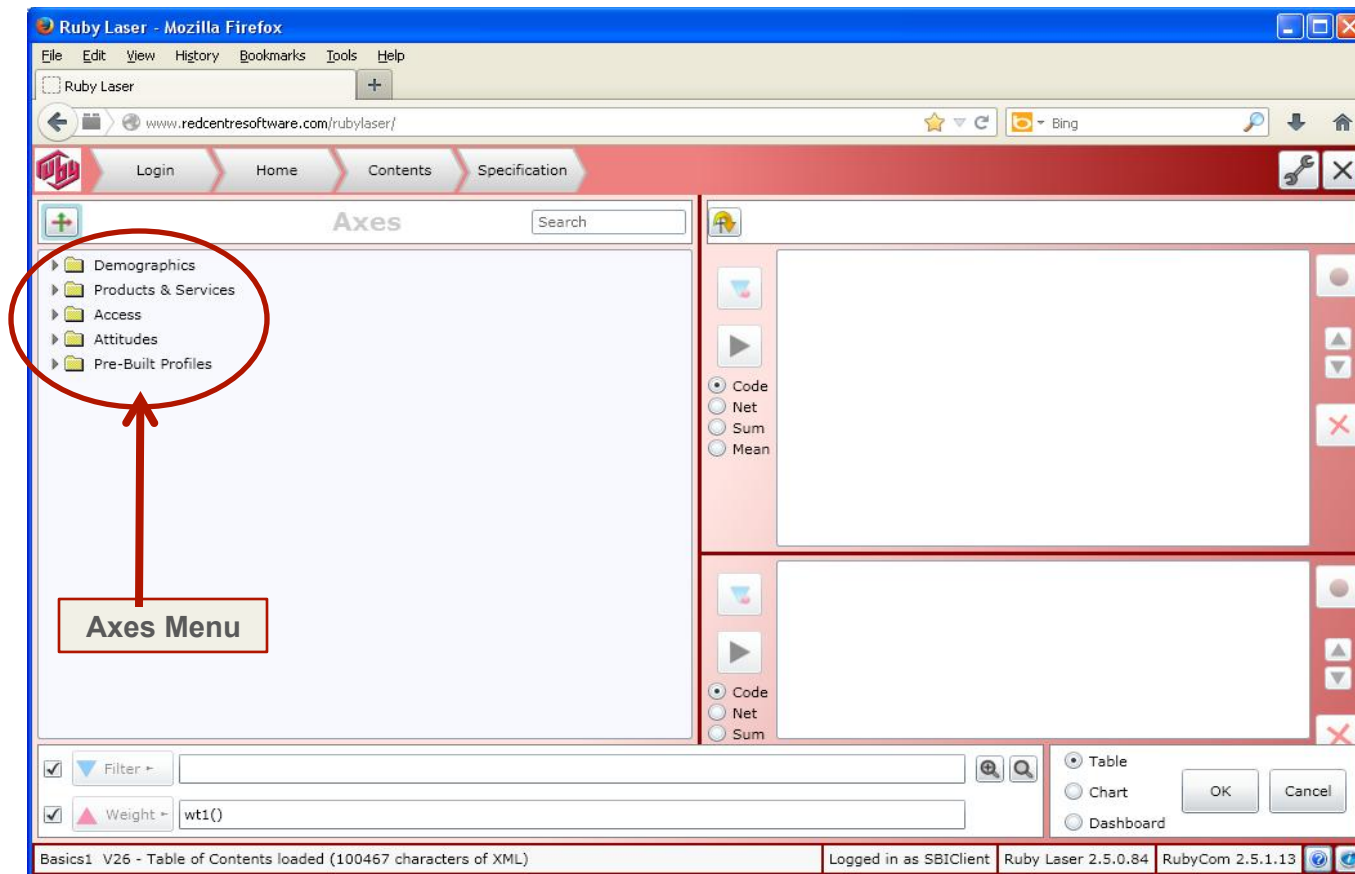 Ruby Laser - Mozilla Firefox
File Edit View History Bookmarks Tools Help
Ruby Laser
www.redcentresoftware.com/rubylaser/
Bing
ruby
Login Home Contents Specification
Axes
Search
Demographics
Products & Services
Access
Attitudes
Pre-Built Profiles
Axes Menu
Code
Net
Sum
Mean
Code
Net
Sum
Filter
Weight
wt1()
Table
Chart
Dashboard
OK
Cancel
Basics1 V26 - Table of Contents loaded (100467 characters of XML)
Logged in as SBIClient
Ruby Laser 2.5.0.84
RubyCom 2.5.1.13